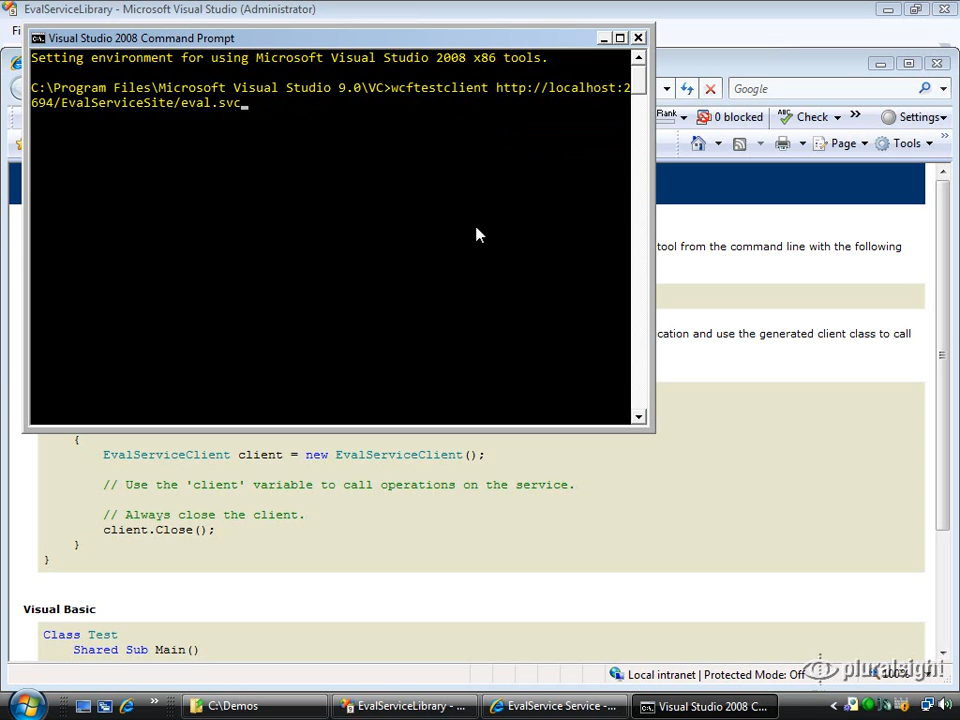 EvalServiceLibrary - Microsoft Visual Studio (Administrator)
Fi
Visual Studio 2008 Command Prompt
Setting environment for using Microsoft Visual Studio 2008 x86 tools.
C:\Program Files\Microsoft Visual Studio 9.0\VC>wcftestclient http://localhost:2
694/EvalServiceSite/eval.svc_
Google
Rank
0 blocked
Check
Settings
Page
Tools
tool from the command line with the following
cation and use the generated client class to call
{
EvalServiceClient client = new EvalServiceClient();
// Use the 'client' variable to call operations on the service.
// Always close the client.
client.Close();
}
}
Visual Basic
Class Test
Shared Sub Main()
Local intranet | Protected Mode: Off
100%
pluralsight
C:\Demos
EvalServiceLibrary - ...
EvalService Service -...
Visual Studio 2008 C...